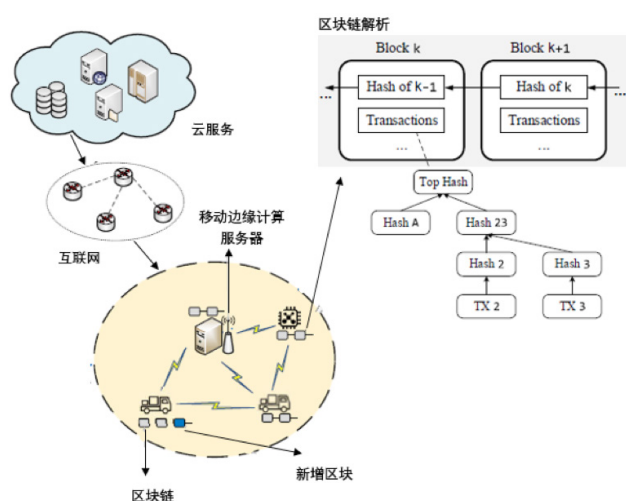 区块链解析
Block k
Block k+1
Hash of k-1
Hash of k
...
...
Transactions
Transactions
...
...
云服务
Top Hash
互联网
移动边缘计算
服务器
Hash A
Hash 23
Hash 2
Hash 3
TX 2
TX 3
新增区块
区块链